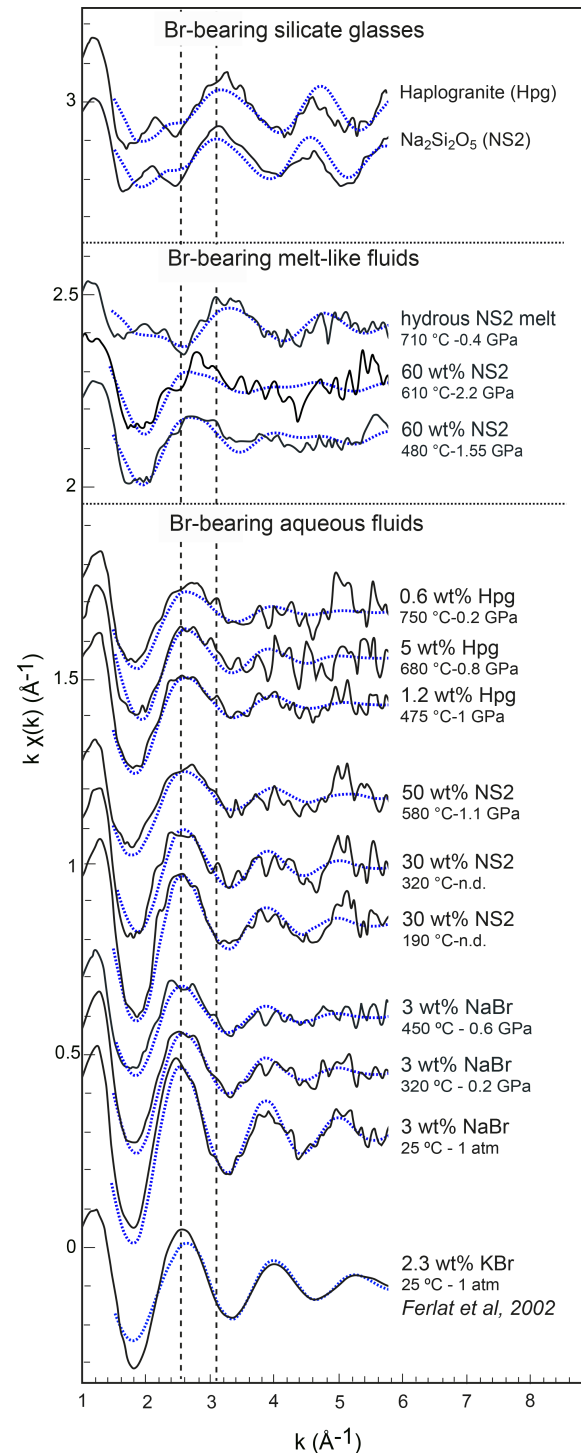 Br-bearing silicate glasses
Haplogranite (Hpg)
3
Na₂Si₂O₅ (NS2)
Br-bearing melt-like fluids
2.5
hydrous NS2 melt
710 °C -0.4 GPa
60 wt% NS2
610 °C-2.2 GPa
60 wt% NS2
480 °C-1.55 GPa
2
Br-bearing aqueous fluids
0.6 wt% Hpg
750 °C-0.2 GPa
5 wt% Hpg
680 °C-0.8 GPa
1.5
1.2 wt% Hpg
475 °C-1 GPa
k χ(k) (Å⁻¹)
50 wt% NS2
580 °C-1.1 GPa
1
30 wt% NS2
320 °C-n.d.
30 wt% NS2
190 °C-n.d.
3 wt% NaBr
450 ºC - 0.6 GPa
0.5
3 wt% NaBr
320 ºC - 0.2 GPa
3 wt% NaBr
25 ºC - 1 atm
0
2.3 wt% KBr
25 ºC - 1 atm
Ferlat et al, 2002
1 2 3 4 5 6 7 8
k (Å⁻¹)